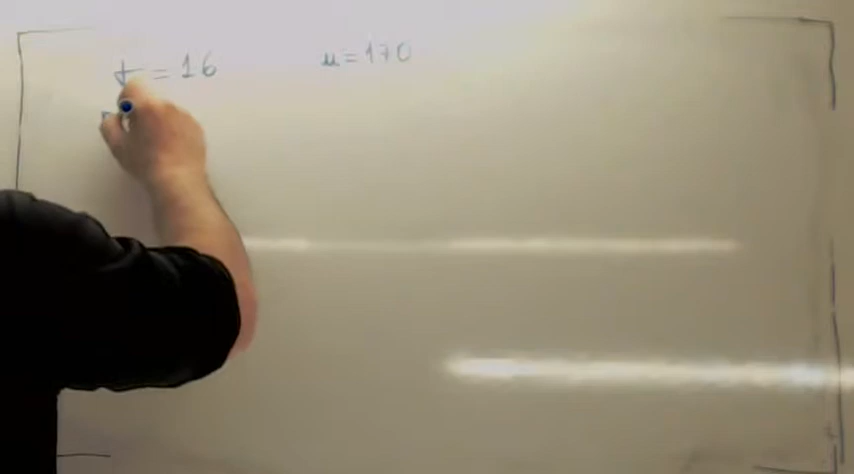 = 16 u = 170